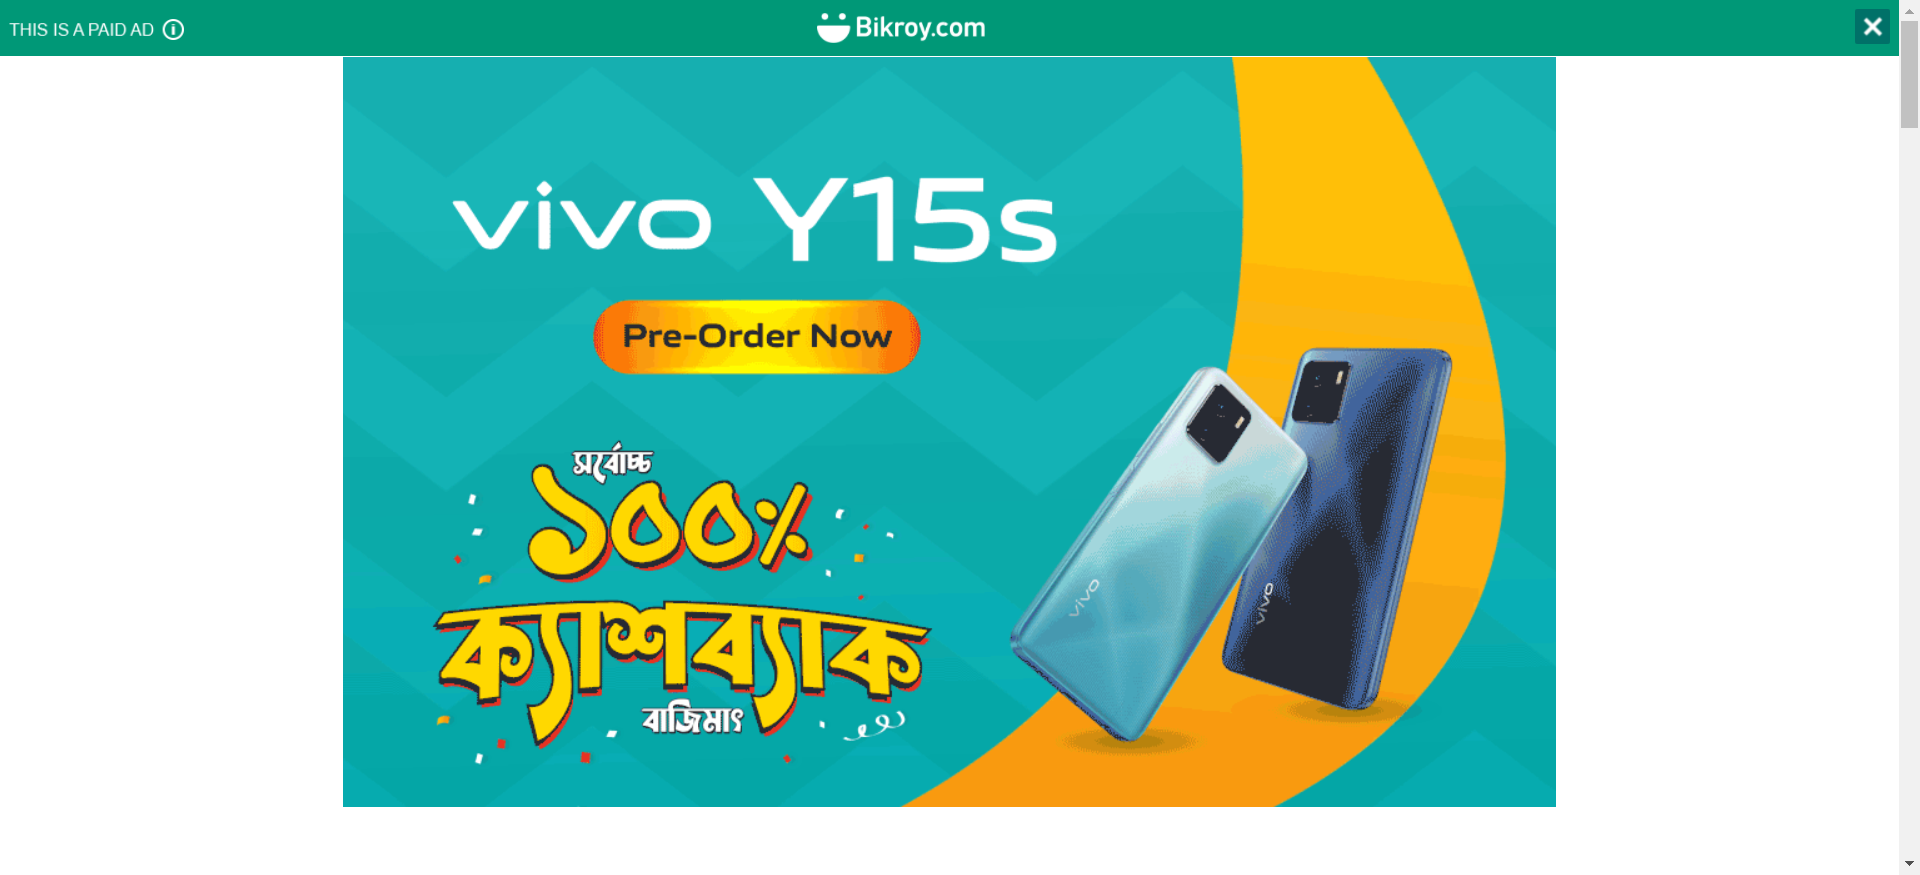 THIS IS A PAID AD
Bikroy.com
vivo Y15s
Pre-Order Now
সর্বোচ্চ
১০০%
ক্যাশব্যাক
বাজিমাৎ
vivo
vivo